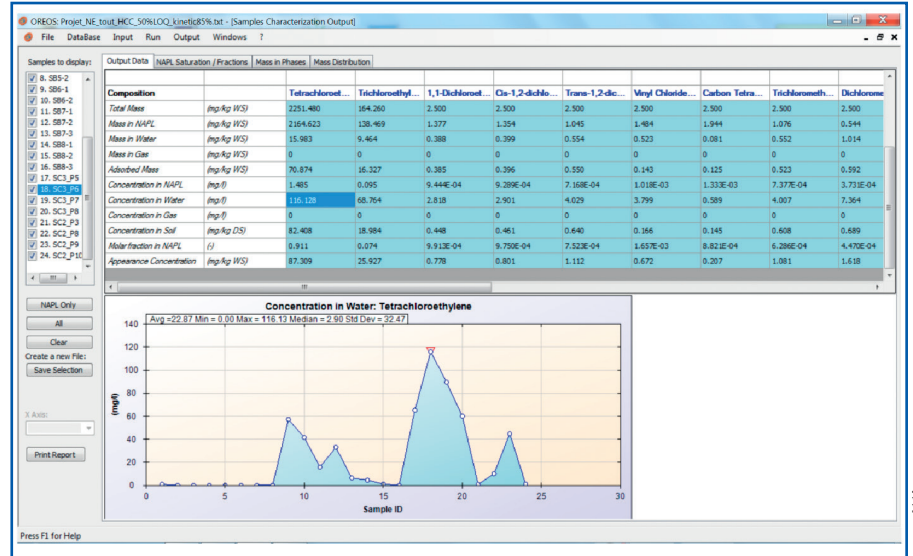 OREOS: Projet_NE_tout_HCC_50%LOQ_kinetic85%.txt - [Samples Characterization Output]
File DataBase Input Run Output Windows ?
Samples to display:
Output Data NAPL Saturation / Fractions Mass in Phases Mass Distribution
8. SB5-2
9. SB6-1
10. SB6-2
11. SB7-1
12. SB7-2
13. SB7-3
14. SB8-1
15. SB8-2
16. SB8-3
17. SC3_P5
18. SC3_P6
19. SC3_P7
20. SC3_P8
21. SC2_P3
22. SC2_P8
23. SC2_P9
24. SC2_P10
Composition Tetrachloroet... Trichloroethyl... 1,1-Dichloroet... Cis-1,2-dichlo... Trans-1,2-dic... Vinyl Chloride... Carbon Tetra... Trichlorometh... Dichlorome
Total Mass (mg/kg WS) 2251.480 164.260 2.500 2.500 2.500 2.500 2.500 2.500 2.500
Mass in NAPL (mg/kg WS) 2164.623 138.469 1.377 1.354 1.045 1.484 1.944 1.076 0.544
Mass in Water (mg/kg WS) 15.983 9.464 0.388 0.399 0.554 0.523 0.081 0.552 1.014
Mass in Gas (mg/kg WS) 0 0 0 0 0 0 0 0 0
Adsorbed Mass (mg/kg WS) 70.874 16.327 0.385 0.396 0.550 0.143 0.125 0.523 0.592
Concentration in NAPL (mg/l) 1.485 0.095 9.444E-04 9.289E-04 7.168E-04 1.018E-03 1.333E-03 7.377E-04 3.731E-04
Concentration in Water (mg/l) 116.128 68.764 2.818 2.901 4.029 3.799 0.589 4.007 7.364
Concentration in Gas (mg/l) 0 0 0 0 0 0 0 0 0
Concentration in Soil (mg/kg DS) 82.408 18.984 0.448 0.461 0.640 0.166 0.145 0.608 0.689
Molar fraction in NAPL (-) 0.911 0.074 9.913E-04 9.750E-04 7.523E-04 1.657E-03 8.821E-04 6.286E-04 4.470E-04
Appearance Concentration (mg/kg WS) 87.309 25.927 0.778 0.801 1.112 0.672 0.207 1.081 1.618
NAPL Only
All
Clear
Create a new File:
Save Selection
X Axis:
Print Report
Concentration in Water: Tetrachloroethylene
Avg =22.87 Min = 0.00 Max = 116.13 Median = 2.90 Std Dev = 32.47
(mg/l)
140
120
100
80
60
40
20
0
0 5 10 15 20 25 30
Sample ID
Press F1 for Help